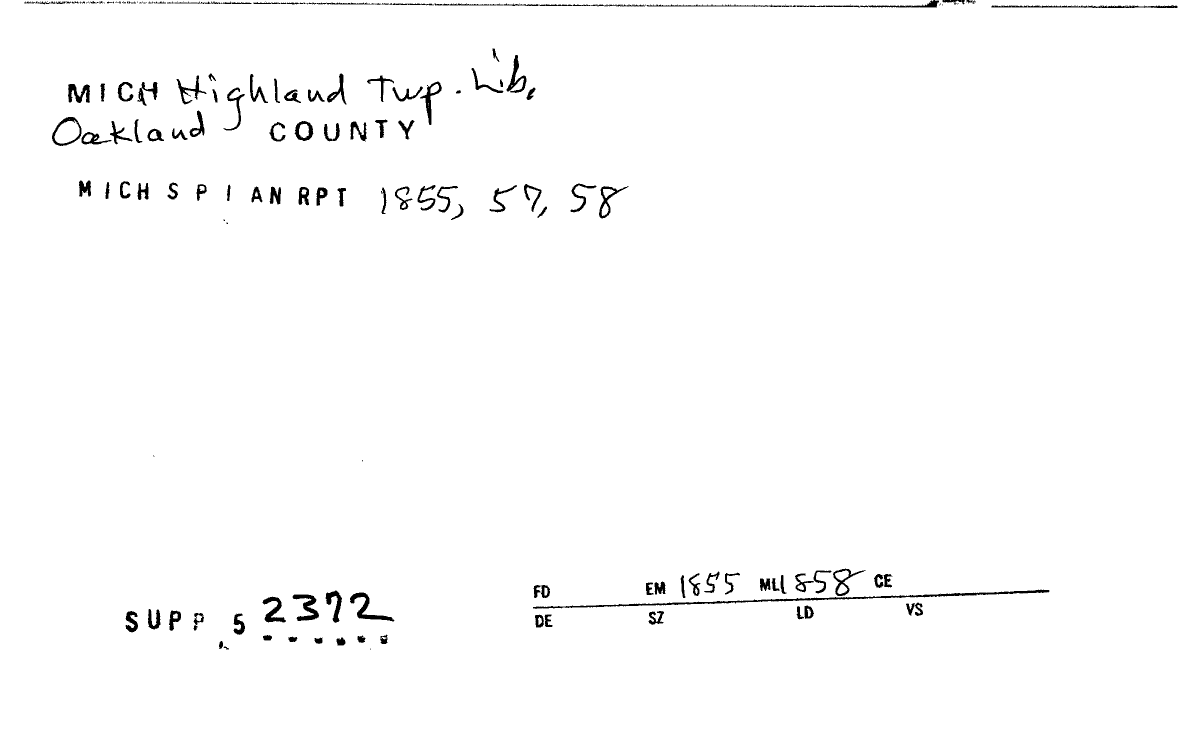 MICH Highland Twp. Lib.
Oakland COUNTY
MICH S P I AN RPT 1855, 57, 58
FD EM 1855 ML 1858 CE
SUPP 5 2372
DE SZ LD VS